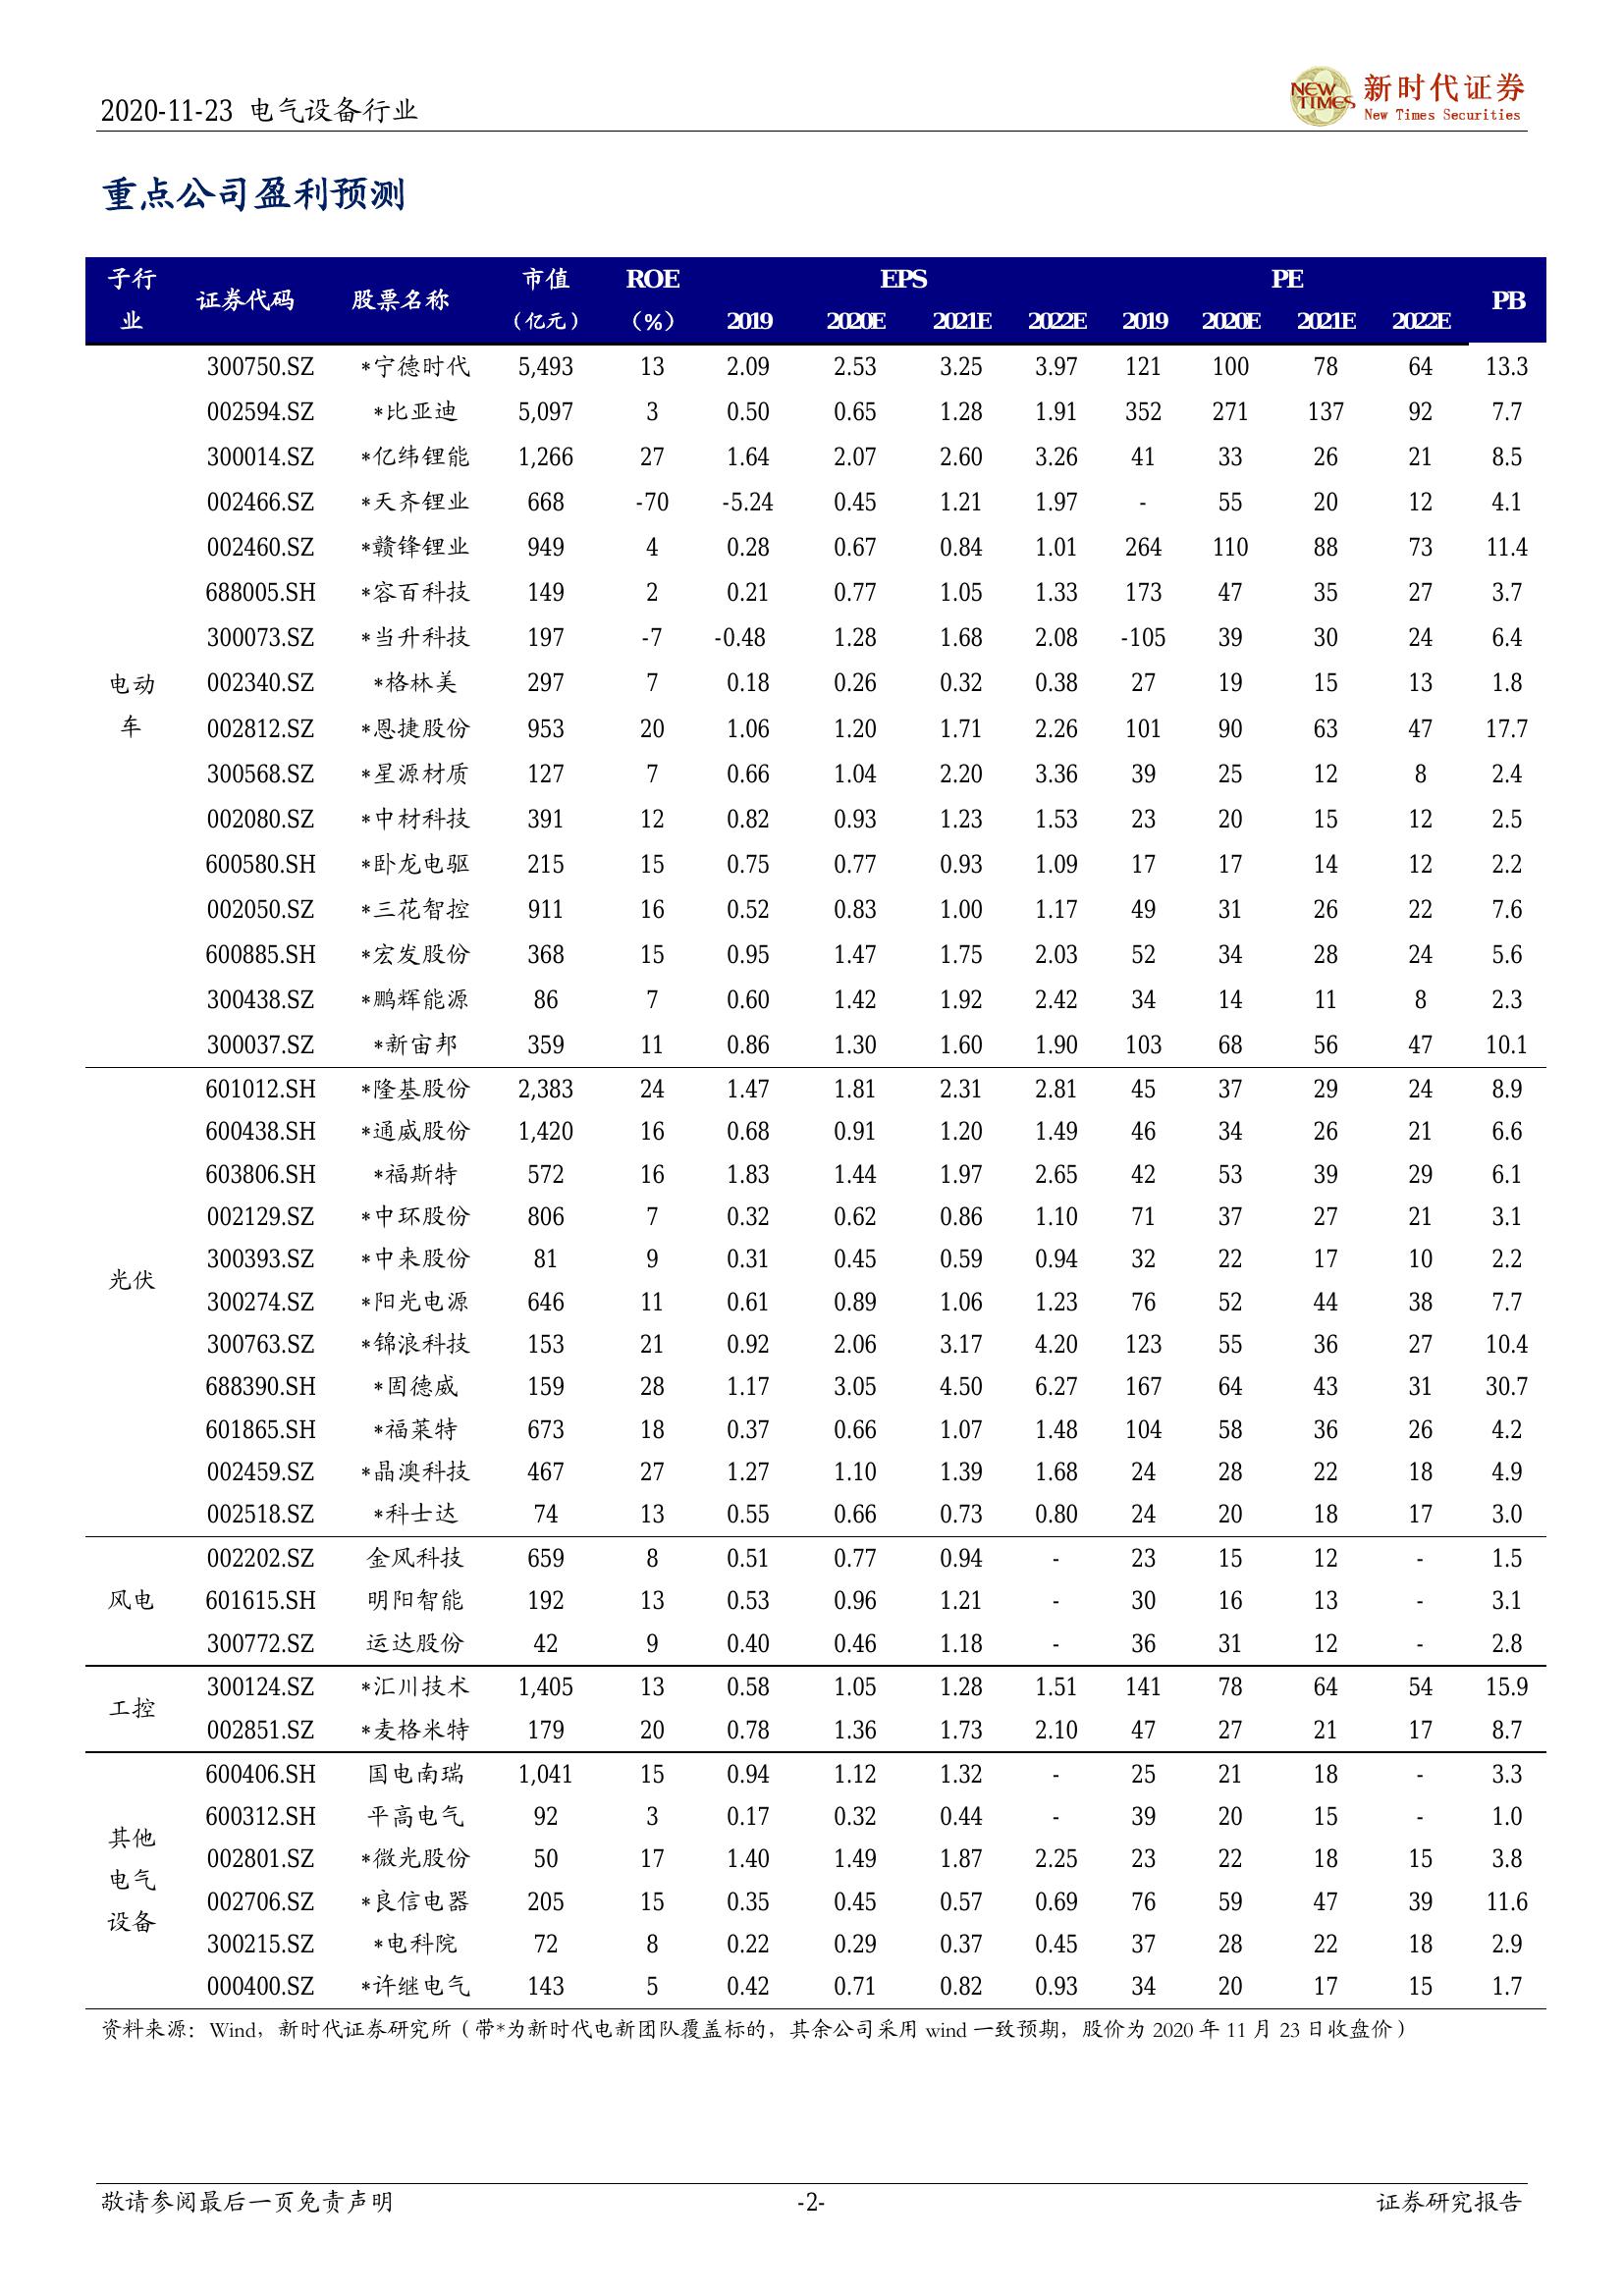 2020-11-23 电气设备行业
NEW TIMES
新时代证券
New Times Securities
重点公司盈利预测
子行业 证券代码 股票名称 市值（亿元） ROE（%） EPS PE PB
2019 2020E 2021E 2022E 2019 2020E 2021E 2022E
电动车
300750.SZ *宁德时代 5,493 13 2.09 2.53 3.25 3.97 121 100 78 64 13.3
002594.SZ *比亚迪 5,097 3 0.50 0.65 1.28 1.91 352 271 137 92 7.7
300014.SZ *亿纬锂能 1,266 27 1.64 2.07 2.60 3.26 41 33 26 21 8.5
002466.SZ *天齐锂业 668 -70 -5.24 0.45 1.21 1.97 - 55 20 12 4.1
002460.SZ *赣锋锂业 949 4 0.28 0.67 0.84 1.01 264 110 88 73 11.4
688005.SH *容百科技 149 2 0.21 0.77 1.05 1.33 173 47 35 27 3.7
300073.SZ *当升科技 197 -7 -0.48 1.28 1.68 2.08 -105 39 30 24 6.4
002340.SZ *格林美 297 7 0.18 0.26 0.32 0.38 27 19 15 13 1.8
002812.SZ *恩捷股份 953 20 1.06 1.20 1.71 2.26 101 90 63 47 17.7
300568.SZ *星源材质 127 7 0.66 1.04 2.20 3.36 39 25 12 8 2.4
002080.SZ *中材科技 391 12 0.82 0.93 1.23 1.53 23 20 15 12 2.5
600580.SH *卧龙电驱 215 15 0.75 0.77 0.93 1.09 17 17 14 12 2.2
002050.SZ *三花智控 911 16 0.52 0.83 1.00 1.17 49 31 26 22 7.6
600885.SH *宏发股份 368 15 0.95 1.47 1.75 2.03 52 34 28 24 5.6
300438.SZ *鹏辉能源 86 7 0.60 1.42 1.92 2.42 34 14 11 8 2.3
300037.SZ *新宙邦 359 11 0.86 1.30 1.60 1.90 103 68 56 47 10.1
光伏
601012.SH *隆基股份 2,383 24 1.47 1.81 2.31 2.81 45 37 29 24 8.9
600438.SH *通威股份 1,420 16 0.68 0.91 1.20 1.49 46 34 26 21 6.6
603806.SH *福斯特 572 16 1.83 1.44 1.97 2.65 42 53 39 29 6.1
002129.SZ *中环股份 806 7 0.32 0.62 0.86 1.10 71 37 27 21 3.1
300393.SZ *中来股份 81 9 0.31 0.45 0.59 0.94 32 22 17 10 2.2
300274.SZ *阳光电源 646 11 0.61 0.89 1.06 1.23 76 52 44 38 7.7
300763.SZ *锦浪科技 153 21 0.92 2.06 3.17 4.20 123 55 36 27 10.4
688390.SH *固德威 159 28 1.17 3.05 4.50 6.27 167 64 43 31 30.7
601865.SH *福莱特 673 18 0.37 0.66 1.07 1.48 104 58 36 26 4.2
002459.SZ *晶澳科技 467 27 1.27 1.10 1.39 1.68 24 28 22 18 4.9
002518.SZ *科士达 74 13 0.55 0.66 0.73 0.80 24 20 18 17 3.0
风电
002202.SZ 金风科技 659 8 0.51 0.77 0.94 - 23 15 12 - 1.5
601615.SH 明阳智能 192 13 0.53 0.96 1.21 - 30 16 13 - 3.1
300772.SZ 运达股份 42 9 0.40 0.46 1.18 - 36 31 12 - 2.8
工控
300124.SZ *汇川技术 1,405 13 0.58 1.05 1.28 1.51 141 78 64 54 15.9
002851.SZ *麦格米特 179 20 0.78 1.36 1.73 2.10 47 27 21 17 8.7
其他电气设备
600406.SH 国电南瑞 1,041 15 0.94 1.12 1.32 - 25 21 18 - 3.3
600312.SH 平高电气 92 3 0.17 0.32 0.44 - 39 20 15 - 1.0
002801.SZ *微光股份 50 17 1.40 1.49 1.87 2.25 23 22 18 15 3.8
002706.SZ *良信电器 205 15 0.35 0.45 0.57 0.69 76 59 47 39 11.6
300215.SZ *电科院 72 8 0.22 0.29 0.37 0.45 37 28 22 18 2.9
000400.SZ *许继电气 143 5 0.42 0.71 0.82 0.93 34 20 17 15 1.7
资料来源：Wind，新时代证券研究所（带*为新时代电新团队覆盖标的，其余公司采用 wind 一致预期，股价为 2020 年 11 月 23 日收盘价）
敬请参阅最后一页免责声明 -2- 证券研究报告